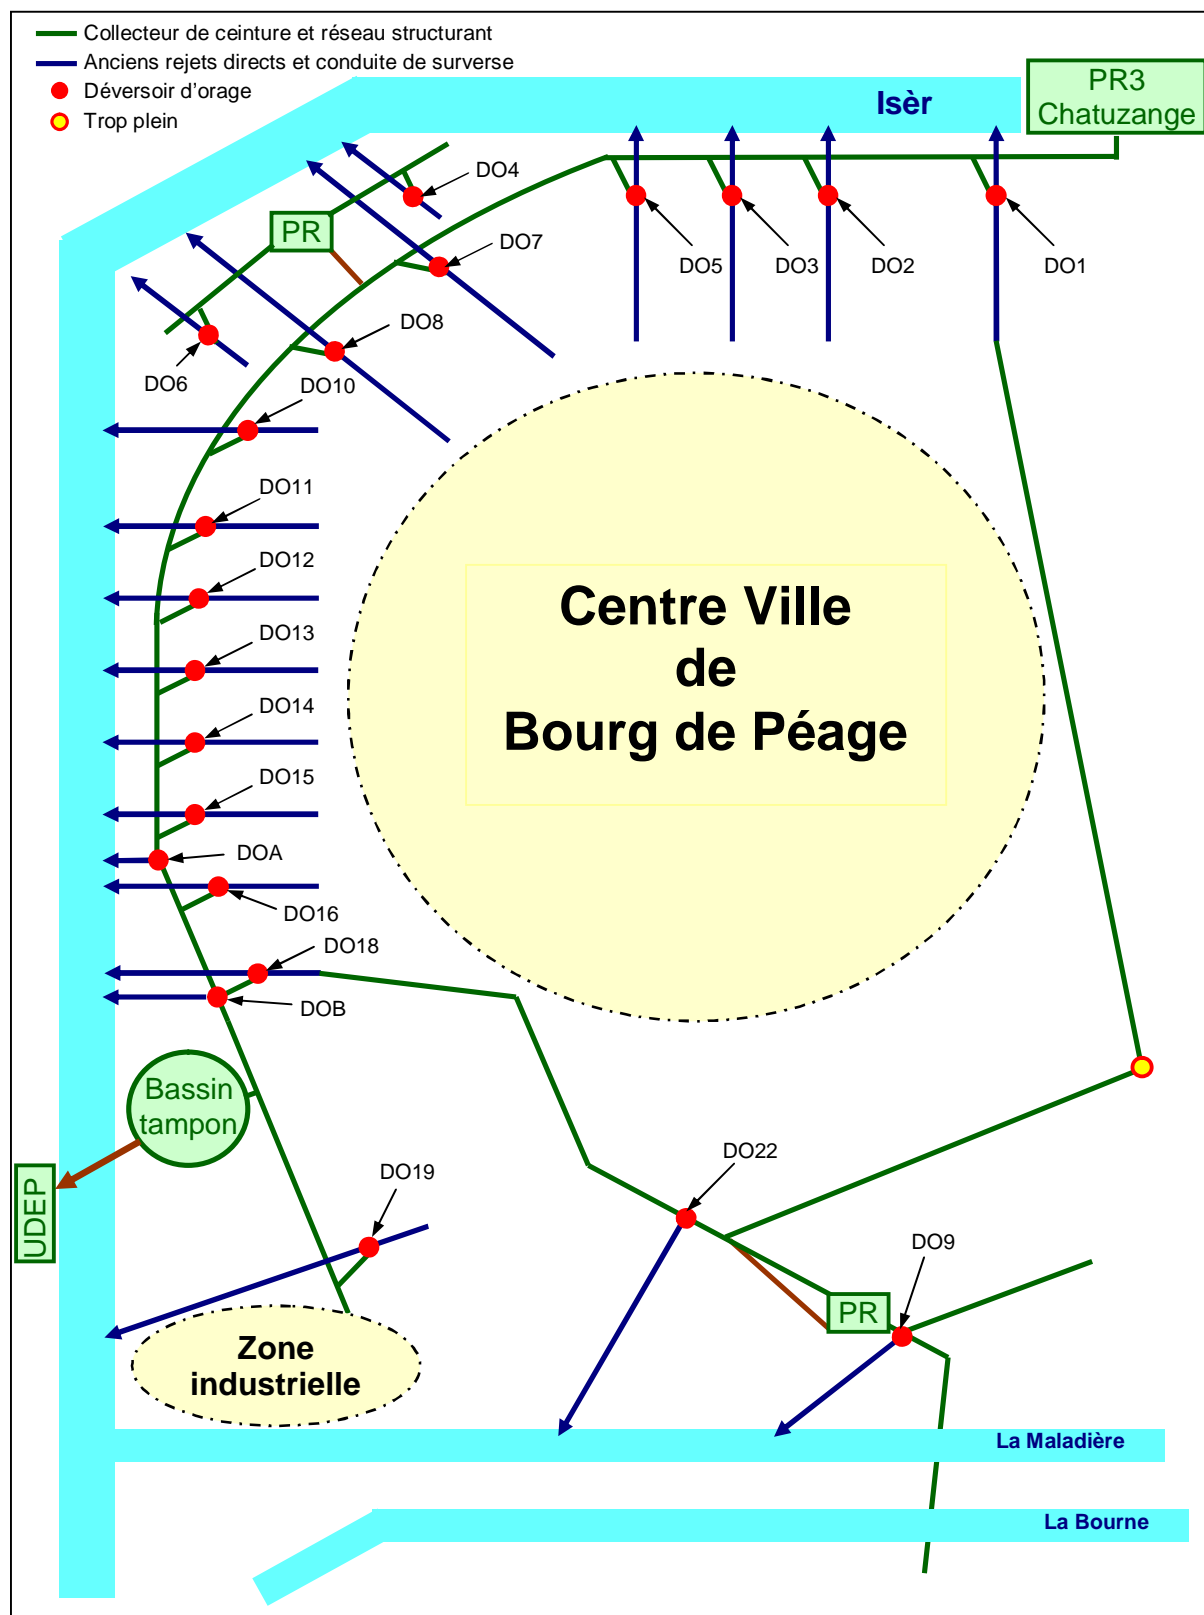 Collecteur de ceinture et réseau structurant
Anciens rejets directs et conduite de surverse
Déversoir d'orage
Trop plein
Isèr
PR3
Chatuzange
DO4
PR
DO7
DO5
DO3
DO2
DO1
DO8
DO6
DO10
DO11
DO12
DO13
DO14
DO15
DOA
DO16
DO18
DOB
Centre Ville
de
Bourg de Péage
Bassin
tampon
UDEP
DO19
DO22
DO9
PR
Zone
industrielle
La Maladière
La Bourne